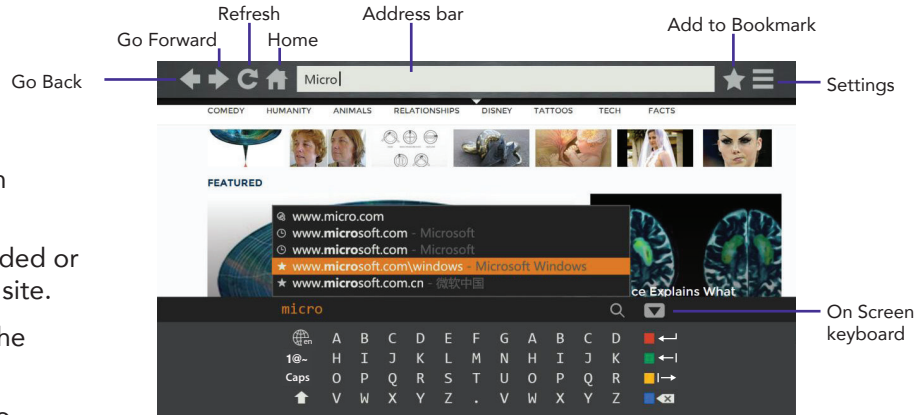 Refresh
Address bar
Add to Bookmark
Go Forward
Home
Go Back
Micro
Settings
COMEDY HUMANITY ANIMALS RELATIONSHIPS DISNEY TATTOOS TECH FACTS
FEATURED
www.micro.com
www.microsoft.com - Microsoft
www.microsoft.com - Microsoft
www.microsoft.com\windows - Microsoft Windows
www.microsoft.com.cn - 微软中国
ded or
site.
ce Explains What
micro
On Screen
keyboard
he
en A B C D E F G A B C D
1@~ H I J K L M N H I J K
Caps O P Q R S T U O P Q R
V W X Y Z . V W X Y Z